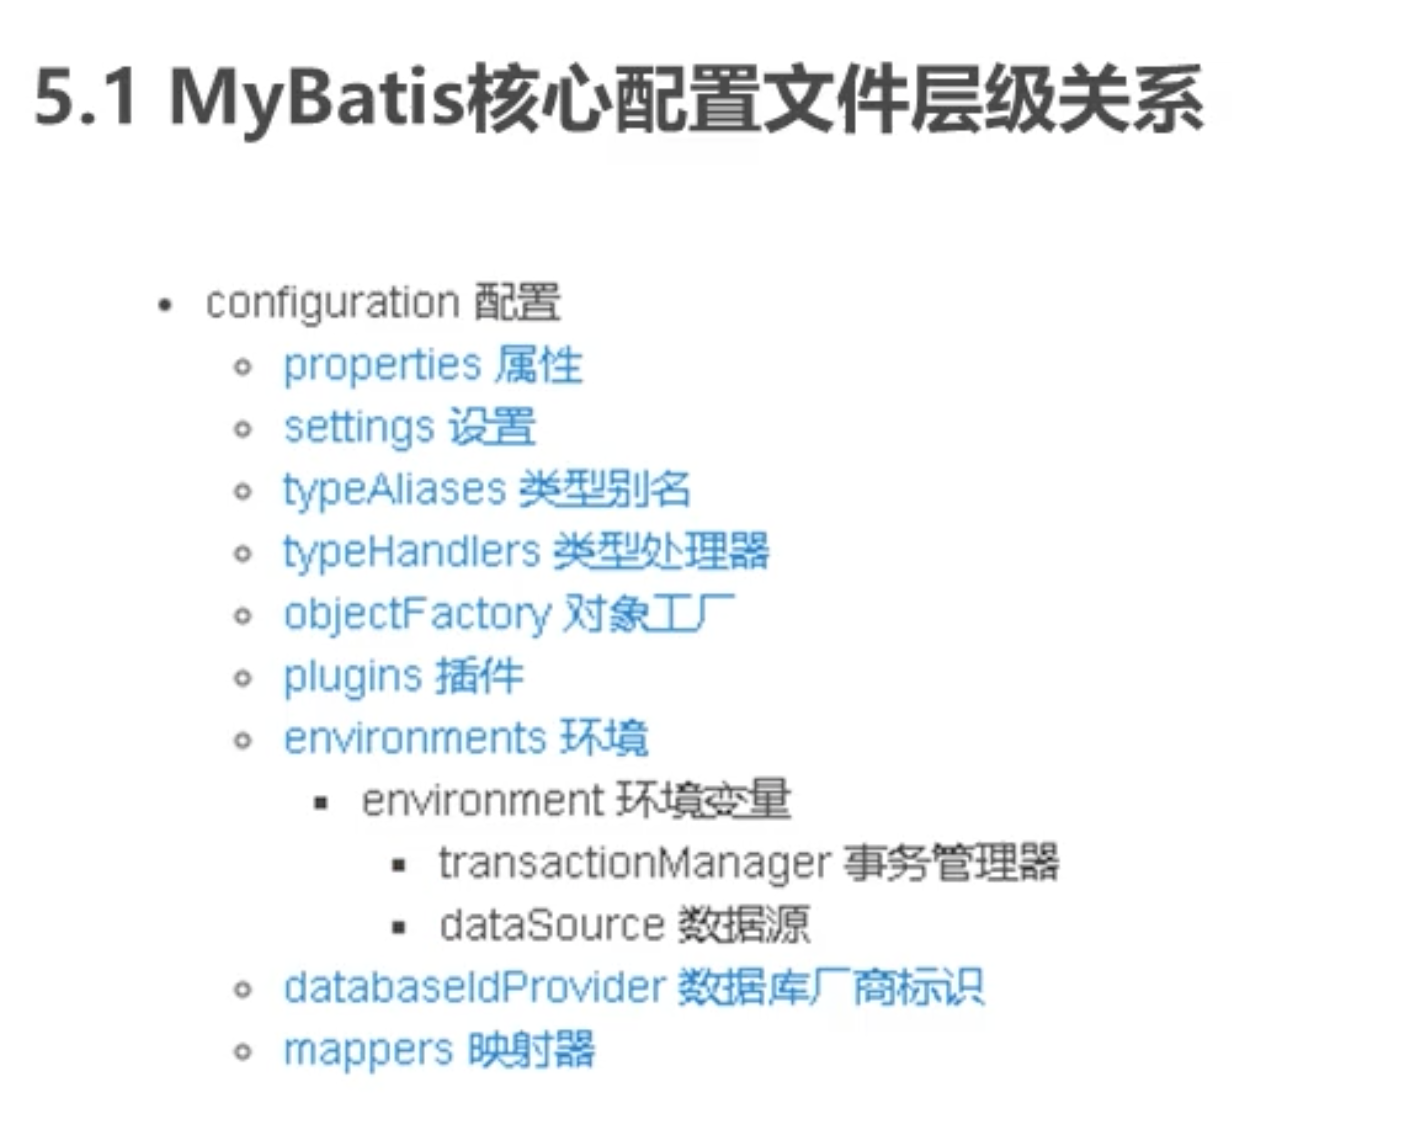 5.1 MyBatis核心配置文件层级关系
configuration 配置
properties 属性
settings 设置
typeAliases 类型别名
typeHandlers 类型处理器
objectFactory 对象工厂
plugins 插件
environments 环境
environment 环境变量
transactionManager 事务管理器
dataSource 数据源
databaseIdProvider 数据库厂商标识
mappers 映射器